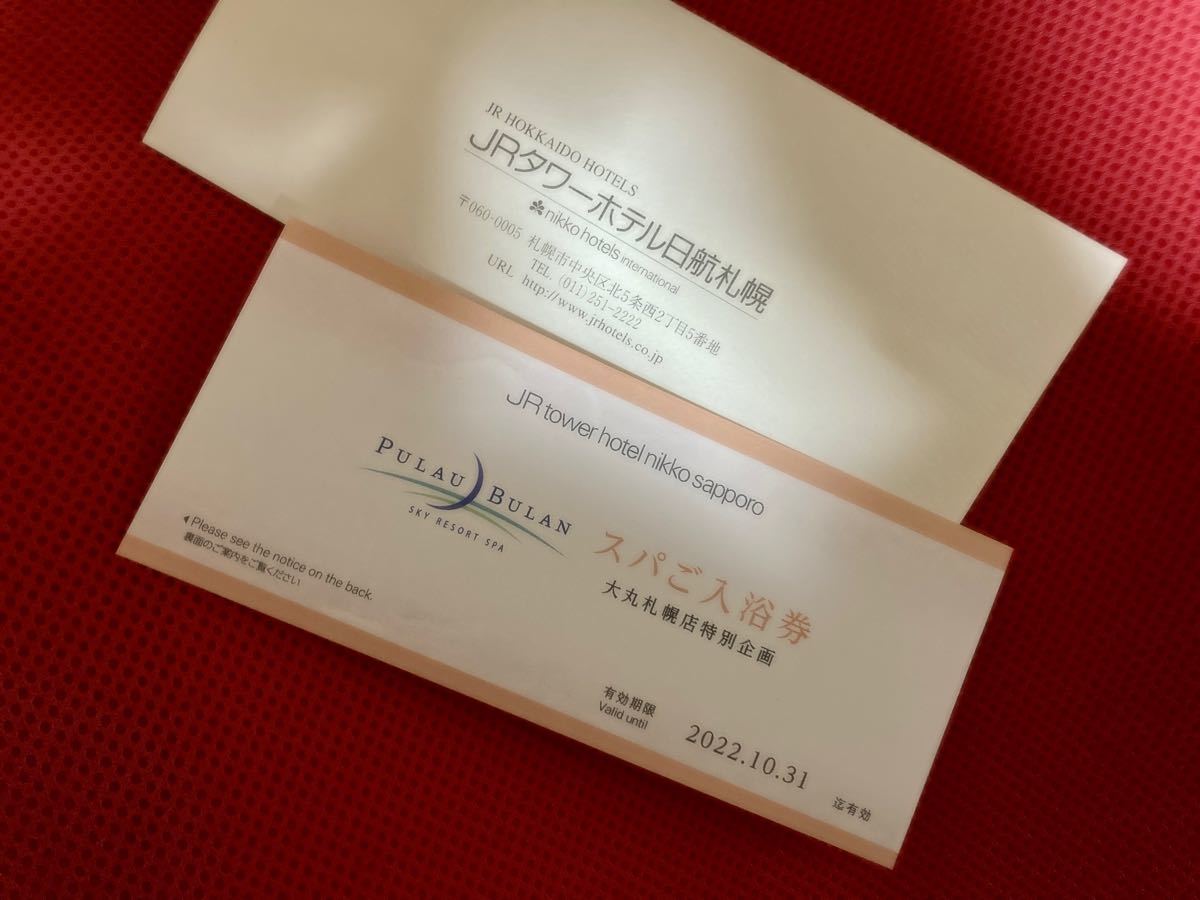 JR HOKKAIDO HOTELS
JRタワーホテル日航札幌
nikko hotels international
〒060-0005 札幌市中央区北5条西2丁目5番地
TEL (011)251-2222
URL http://www.jrhotels.co.jp
JR tower hotel nikko sapporo
PULAU BULAN
SKY RESORT SPA
スパご入浴券
大丸札幌店特別企画
◀Please see the notice on the back.
裏面のご案内をご覧ください
有効期限
Valid until
2022.10.31
迄有効